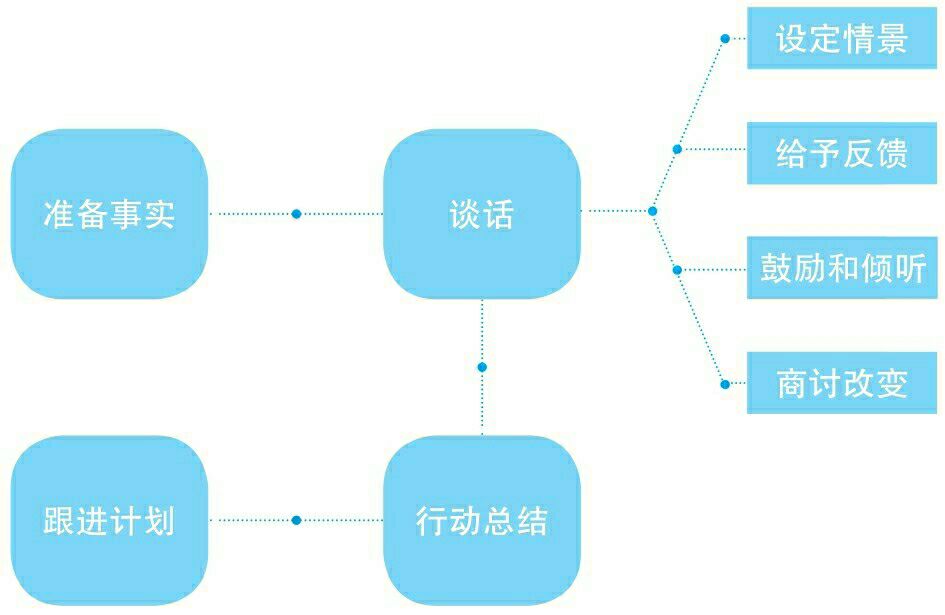 设定情景
给予反馈
准备事实
谈话
鼓励和倾听
商讨改变
跟进计划
行动总结